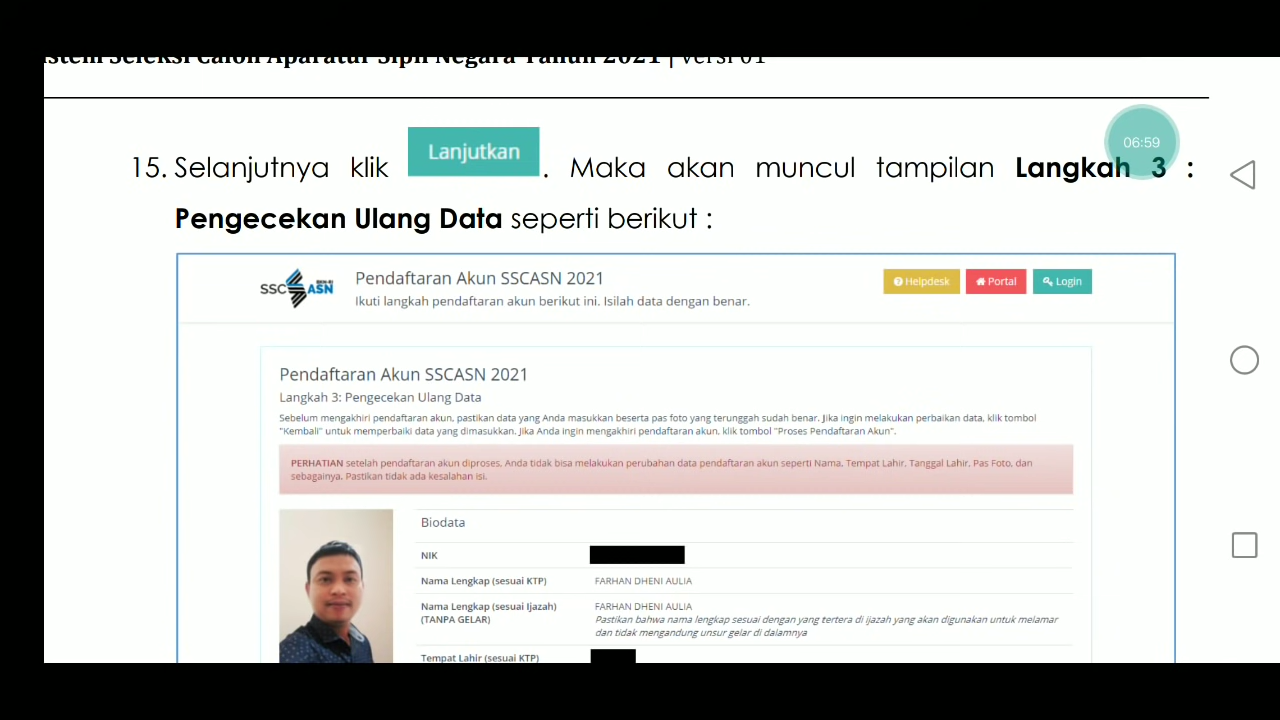 istem Seleksi Calon Aparatur Sipil Negara Tahun 2021 | Versi 01
06:59
15. Selanjutnya klik Lanjutkan . Maka akan muncul tampilan Langkah 3 :
Pengecekan Ulang Data seperti berikut :
SSCASN
BKN-RI
Pendaftaran Akun SSCASN 2021
Ikuti langkah pendaftaran akun berikut ini. Isilah data dengan benar.
Helpdesk
Portal
Login
Pendaftaran Akun SSCASN 2021
Langkah 3: Pengecekan Ulang Data
Sebelum mengakhiri pendaftaran akun, pastikan data yang Anda masukkan beserta pas foto yang terunggah sudah benar. Jika ingin melakukan perbaikan data, klik tombol
"Kembali" untuk memperbaiki data yang dimasukkan. Jika Anda ingin mengakhiri pendaftaran akun, klik tombol "Proses Pendaftaran Akun".
PERHATIAN setelah pendaftaran akun diproses, Anda tidak bisa melakukan perubahan data pendaftaran akun seperti Nama, Tempat Lahir, Tanggal Lahir, Pas Foto, dan
sebagainya. Pastikan tidak ada kesalahan isi.
Biodata
NIK
Nama Lengkap (sesuai KTP) FARHAN DHENI AULIA
Nama Lengkap (sesuai Ijazah) FARHAN DHENI AULIA
(TANPA GELAR) Pastikan bahwa nama lengkap sesuai dengan yang tertera di ijazah yang akan digunakan untuk melamar
dan tidak mengandung unsur gelar di dalamnya
Tempat Lahir (sesuai KTP)